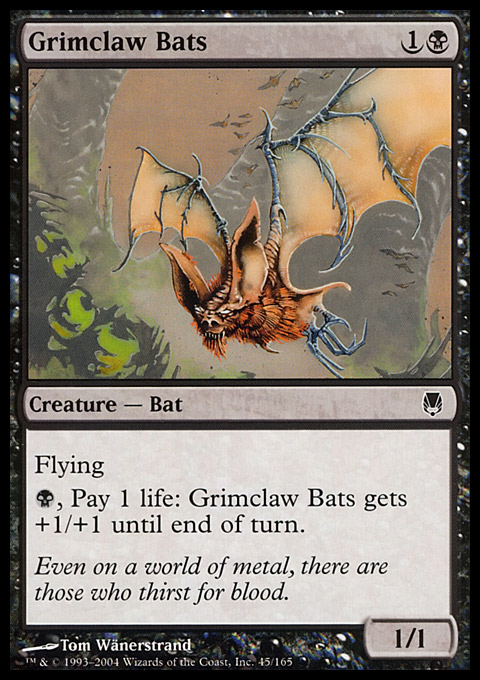 Grimclaw Bats 1
Creature — Bat
Flying
, Pay 1 life: Grimclaw Bats gets
+1/+1 until end of turn.
Even on a world of metal, there are
those who thirst for blood.
Tom Wänerstrand
™ & © 1993–2004 Wizards of the Coast, Inc. 45/165
1/1